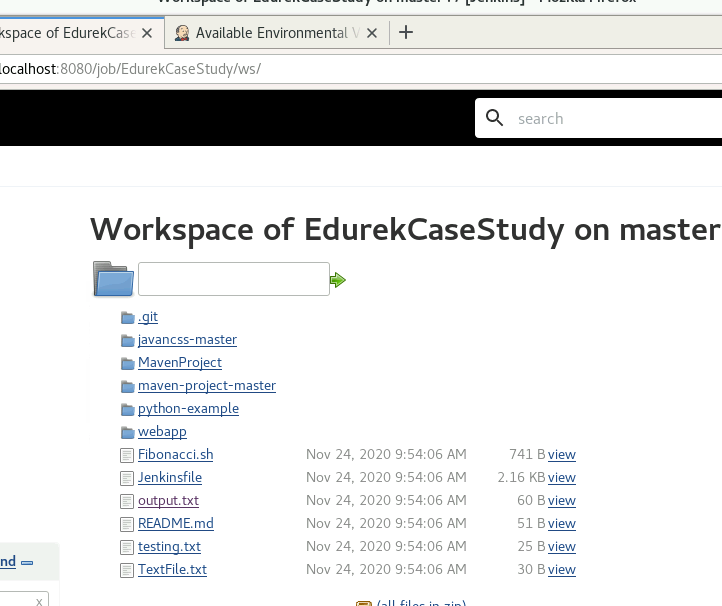 Workspace of EdurekCaseStudy on master : / [Jenkins] - Mozilla Firefox
kspace of EdurekCase
Available Environmental V
localhost:8080/job/EdurekCaseStudy/ws/
search
Workspace of EdurekCaseStudy on master
.git
javancss-master
MavenProject
maven-project-master
python-example
webapp
Fibonacci.sh Nov 24, 2020 9:54:06 AM 741 B view
Jenkinsfile Nov 24, 2020 9:54:06 AM 2.16 KB view
output.txt Nov 24, 2020 9:54:06 AM 60 B view
README.md Nov 24, 2020 9:54:06 AM 51 B view
testing.txt Nov 24, 2020 9:54:06 AM 25 B view
TextFile.txt Nov 24, 2020 9:54:06 AM 30 B view
nd
x
(all files in zip)